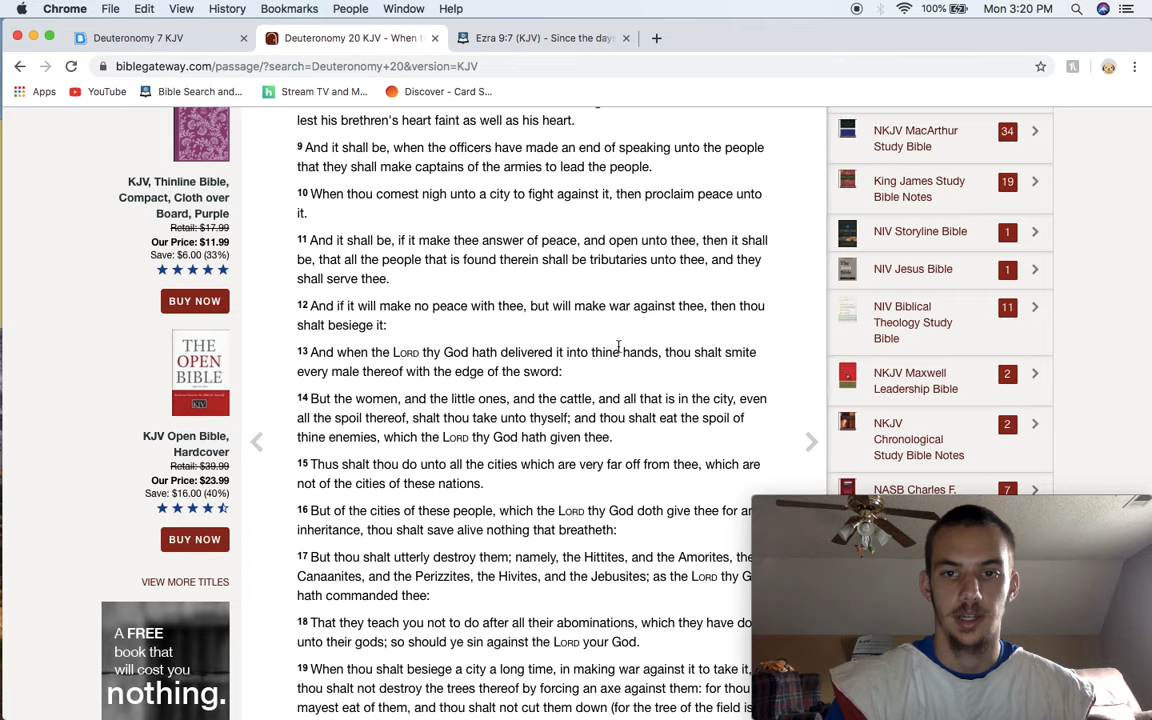 Chrome File Edit View History Bookmarks People Window Help 100% Mon 3:20 PM
Deuteronomy 7 KJV
Deuteronomy 20 KJV - When t
Ezra 9:7 (KJV) - Since the days
biblegateway.com/passage/?search=Deuteronomy+20&version=KJV
Apps YouTube Bible Search and... Stream TV and M... Discover - Card S...
KJV, Thinline Bible,
Compact, Cloth over
Board, Purple
Retail: $17.99
Our Price: $11.99
Save: $6.00 (33%)
BUY NOW
THE
OPEN
BIBLE
KJV
KJV Open Bible,
Hardcover
Retail: $39.99
Our Price: $23.99
Save: $16.00 (40%)
BUY NOW
VIEW MORE TITLES
A FREE
book that
will cost you
nothing.
lest his brethren's heart faint as well as his heart.
9 And it shall be, when the officers have made an end of speaking unto the people
that they shall make captains of the armies to lead the people.
10 When thou comest nigh unto a city to fight against it, then proclaim peace unto
it.
11 And it shall be, if it make thee answer of peace, and open unto thee, then it shall
be, that all the people that is found therein shall be tributaries unto thee, and they
shall serve thee.
12 And if it will make no peace with thee, but will make war against thee, then thou
shalt besiege it:
13 And when the LORD thy God hath delivered it into thine hands, thou shalt smite
every male thereof with the edge of the sword:
14 But the women, and the little ones, and the cattle, and all that is in the city, even
all the spoil thereof, shalt thou take unto thyself; and thou shalt eat the spoil of
thine enemies, which the LORD thy God hath given thee.
15 Thus shalt thou do unto all the cities which are very far off from thee, which are
not of the cities of these nations.
16 But of the cities of these people, which the LORD thy God doth give thee for an
inheritance, thou shalt save alive nothing that breatheth:
17 But thou shalt utterly destroy them; namely, the Hittites, and the Amorites, the
Canaanites, and the Perizzites, the Hivites, and the Jebusites; as the LORD thy G
hath commanded thee:
18 That they teach you not to do after all their abominations, which they have do
unto their gods; so should ye sin against the LORD your God.
19 When thou shalt besiege a city a long time, in making war against it to take it,
thou shalt not destroy the trees thereof by forcing an axe against them: for thou
mayest eat of them, and thou shalt not cut them down (for the tree of the field is
NKJV MacArthur 34
Study Bible
King James Study 19
Bible Notes
NIV Storyline Bible 1
NIV Jesus Bible 1
NIV Biblical 11
Theology Study
Bible
NKJV Maxwell 2
Leadership Bible
NKJV 2
Chronological
Study Bible Notes
NASB Charles F. 7